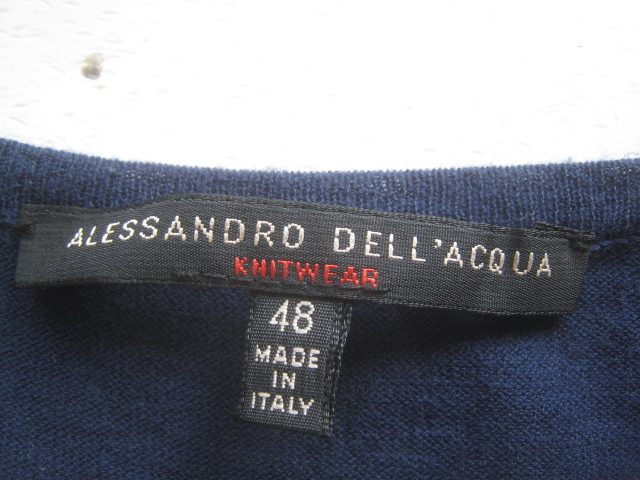 ALESSANDRO DELL'ACQUA
KNITWEAR
48
MADE
IN
ITALY